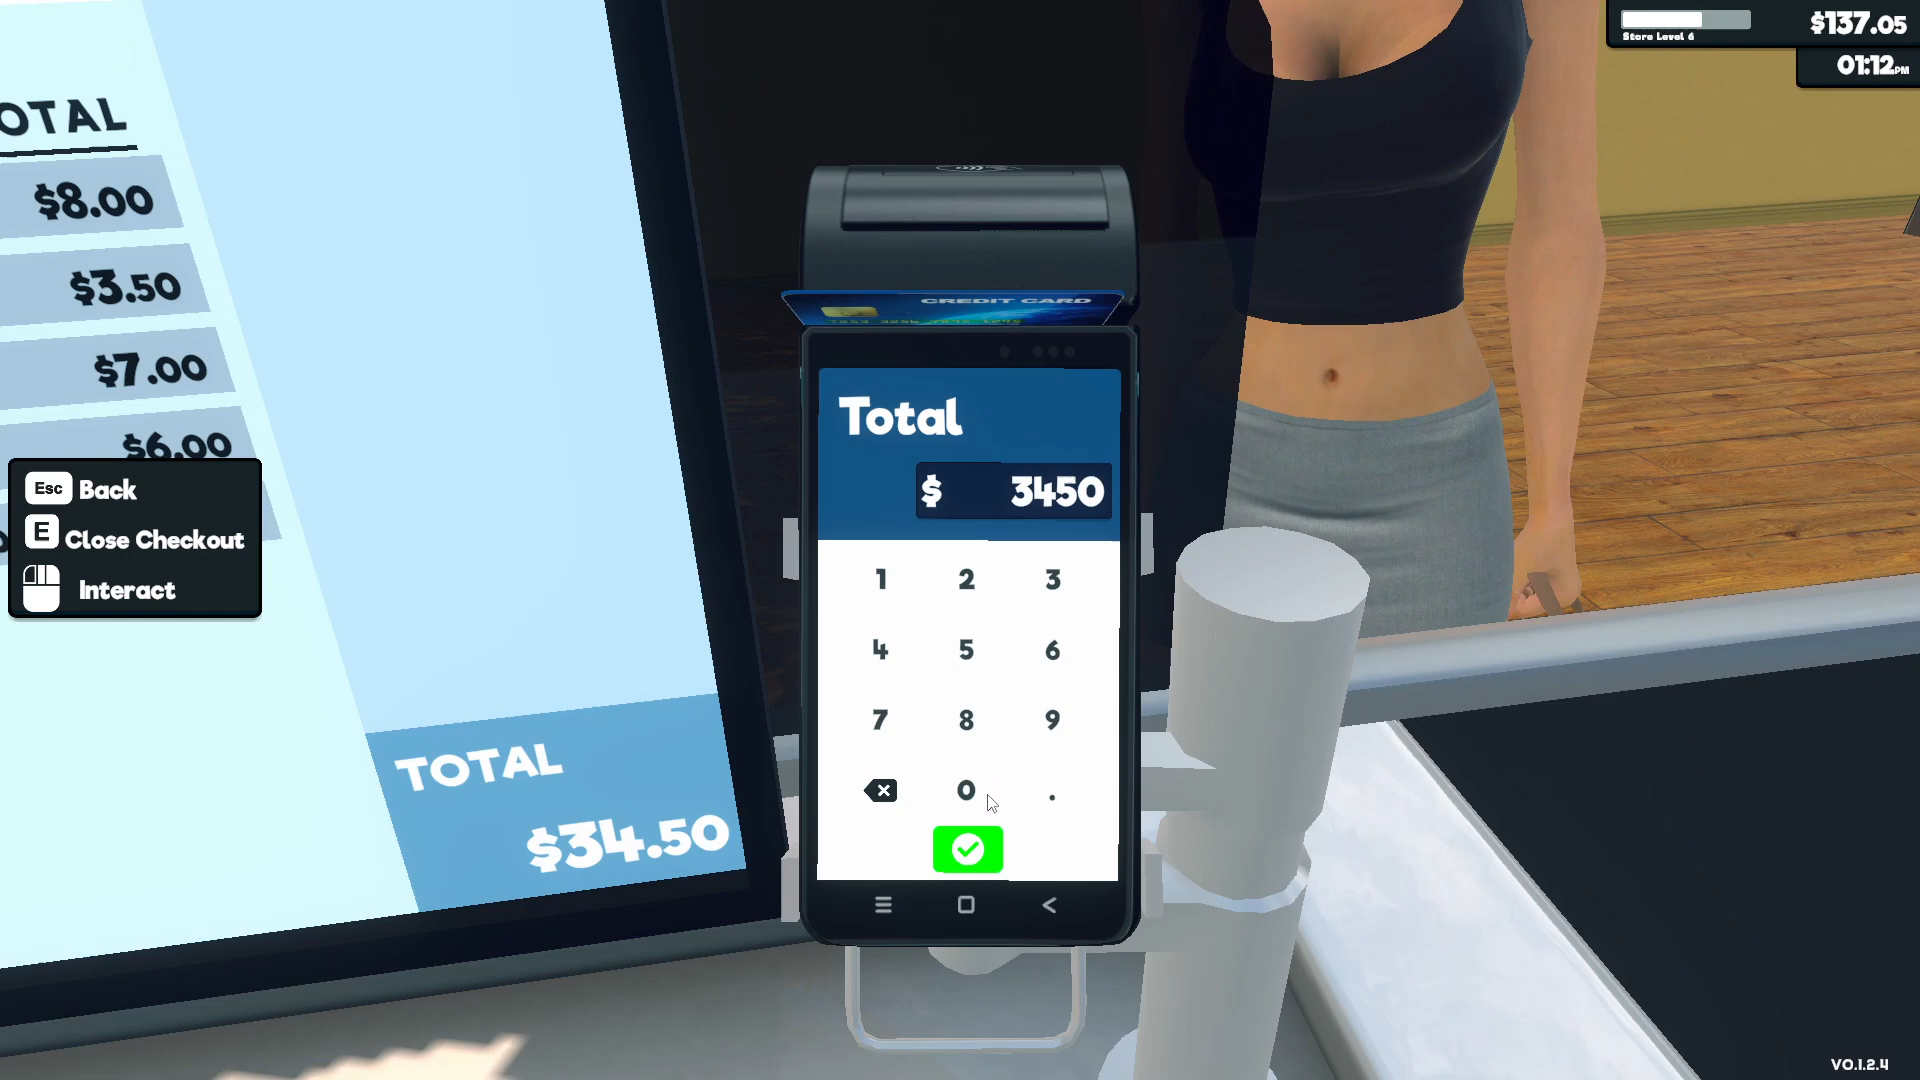 $137.05
Store Level 6
01:12PM
OTAL
$8.00
$3.50
$7.00
$6.00
Esc Back
E Close Checkout
Interact
TOTAL
$34.50
CREDIT CARD
Total
$ 3450
1 2 3
4 5 6
7 8 9
0 .
V0.1.2.4